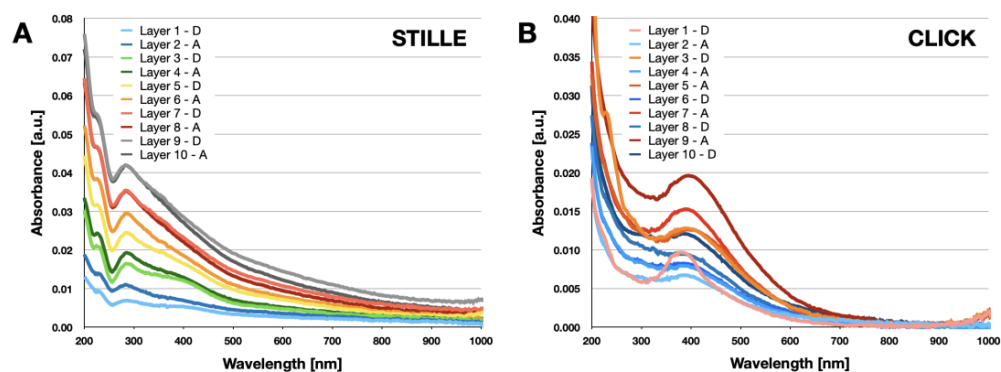 A
STILLE
Absorbance [a.u.]
0.08
0.07
0.06
0.05
0.04
0.03
0.02
0.01
0.00
Layer 1 - D
Layer 2 - A
Layer 3 - D
Layer 4 - A
Layer 5 - D
Layer 6 - A
Layer 7 - D
Layer 8 - A
Layer 9 - D
Layer 10 - A
200 300 400 500 600 700 800 900 1000
Wavelength [nm]
B
CLICK
Absorbance [a.u.]
0.040
0.035
0.030
0.025
0.020
0.015
0.010
0.005
0.000
Layer 1 - D
Layer 2 - A
Layer 3 - D
Layer 4 - A
Layer 5 - A
Layer 6 - D
Layer 7 - A
Layer 8 - D
Layer 9 - A
Layer 10 - D
200 300 400 500 600 700 800 900 1000
Wavelength [nm]